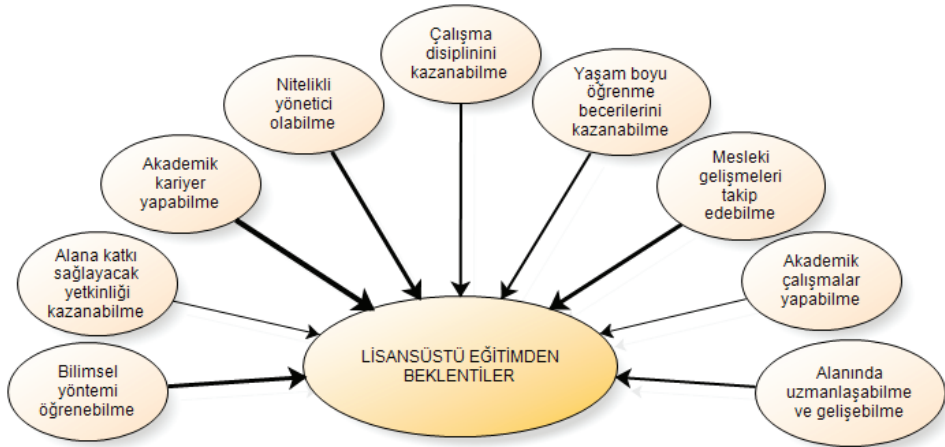 Çalışma
disiplinini
kazanabilme
Nitelikli
yönetici
olabilme
Yaşam boyu
öğrenme
becerilerini
kazanabilme
Akademik
kariyer
yapabilme
Mesleki
gelişmeleri
takip
edebilme
Alana katkı
sağlayacak
yetkinliği
kazanabilme
Akademik
çalışmalar
yapabilme
Bilimsel
yöntemi
öğrenebilme
LİSANSÜSTÜ EĞİTİMDEN
BEKLENTİLER
Alanında
uzmanlaşabilme
ve gelişebilme